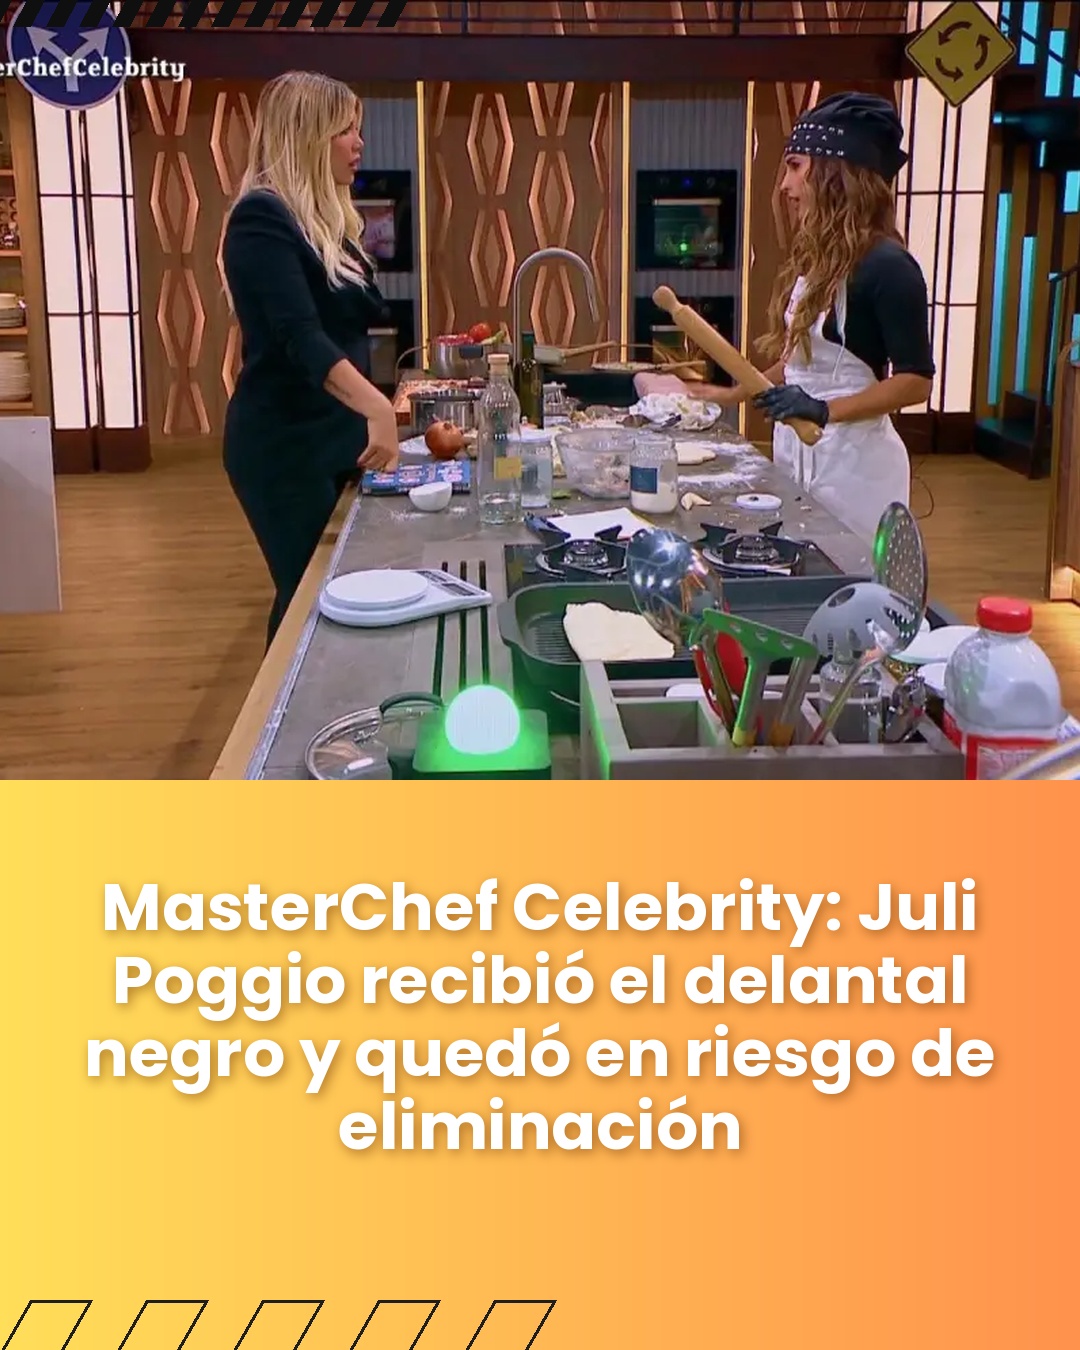 erChefCelebrity
MasterChef Celebrity: Juli
Poggio recibió el delantal
negro y quedó en riesgo de
eliminación